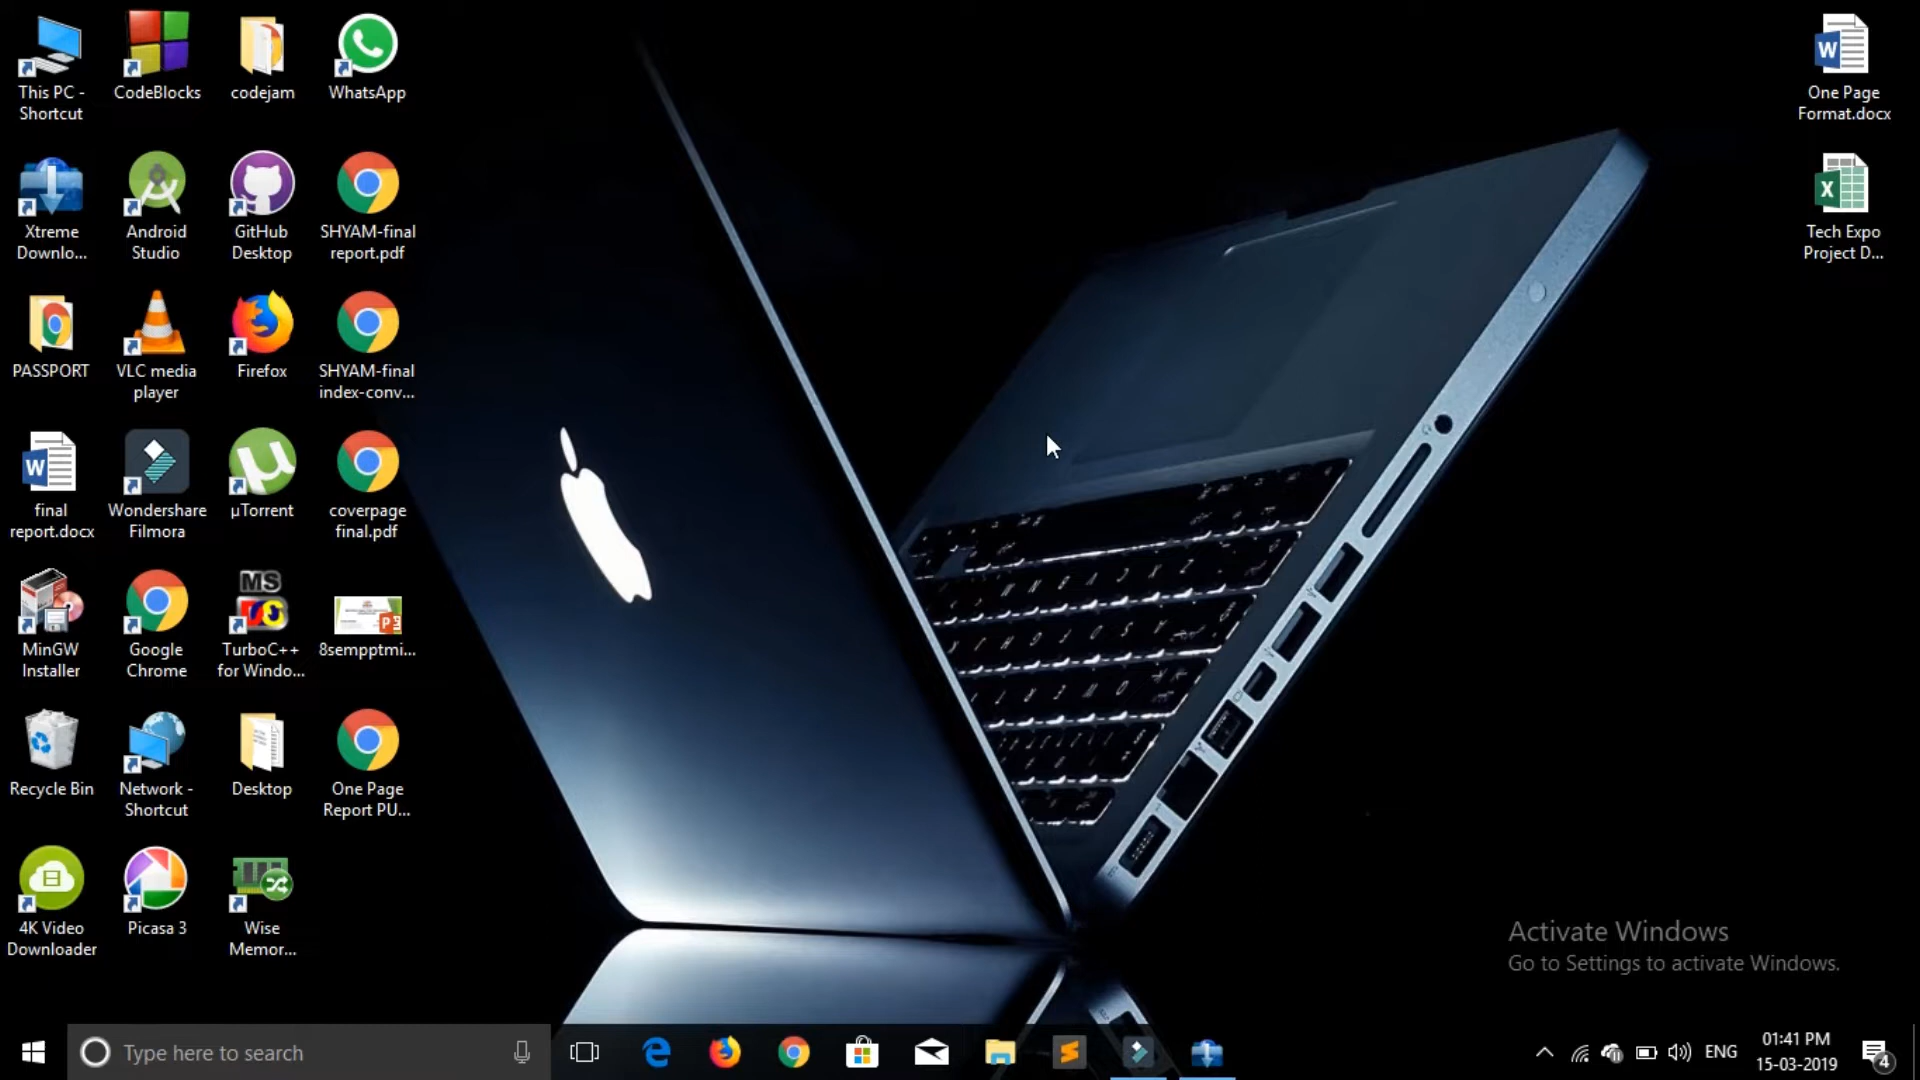 This PC -
Shortcut
CodeBlocks
codejam
WhatsApp
Xtreme
Downlo...
Android
Studio
GitHub
Desktop
SHYAM-final
report.pdf
PASSPORT
VLC media
player
Firefox
SHYAM-final
index-conv...
final
report.docx
Wondershare
Filmora
µTorrent
coverpage
final.pdf
MinGW
Installer
Google
Chrome
MS
TurboC++
for Windo...
8sempptmi...
Recycle Bin
Network -
Shortcut
Desktop
One Page
Report PU...
4K Video
Downloader
Picasa 3
Wise
Memor...
One Page
Format.docx
Tech Expo
Project D...
Activate Windows
Go to Settings to activate Windows.
Type here to search
ENG
01:41 PM
15-03-2019
4